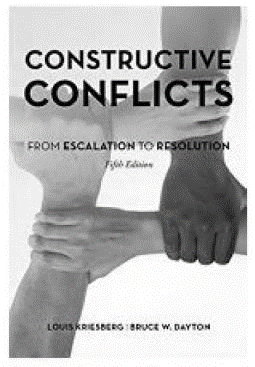 CONSTRUCTIVE
CONFLICTS
FROM ESCALATION TO RESOLUTION
Fifth Edition
LOUIS KRIESBERG | BRUCE W. DAYTON